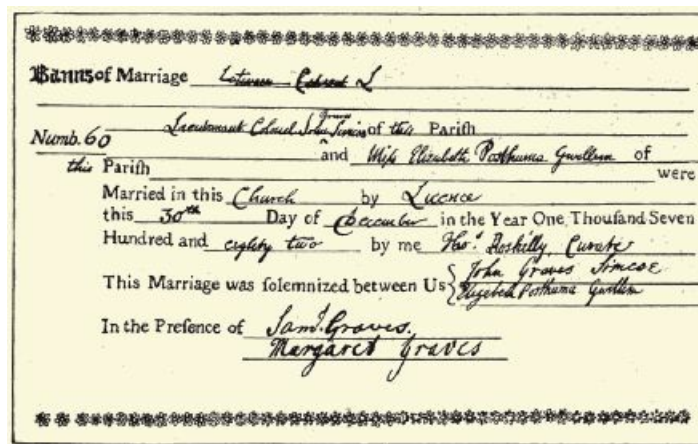 Banns of Marriage between Colonel L
Graves
Lieutenant Colonel John Simcoe of this Parish
Numb. 60
and Miss Elizabeth Posthuma Gwillim of
this Parish were
Married in this Church by Licence
this 30th Day of December in the Year One Thousand Seven
Hundred and eighty two by me Thos. Roskilly, Curate
This Marriage was solemnized between Us { John Graves Simcoe
Elizabeth Posthuma Gwillim
In the Presence of Saml. Graves.
Margaret Graves